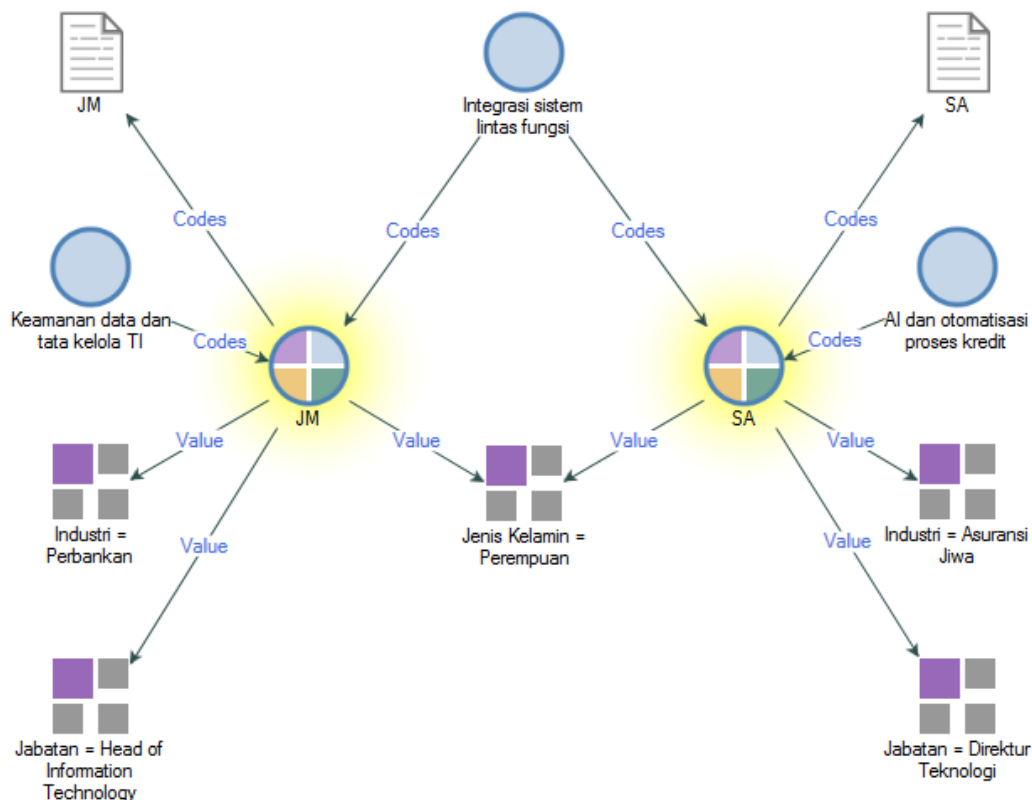 JM
Integrasi sistem
lintas fungsi
SA
Codes
Codes
Codes
Codes
Keamanan data dan
tata kelola TI
Codes
AI dan otomatisasi
proses kredit
Codes
JM
SA
Value
Value
Value
Value
Industri =
Perbankan
Jenis Kelamin =
Perempuan
Industri = Asuransi
Jiwa
Value
Value
Jabatan = Head of
Information
Technology
Jabatan = Direktur
Teknologi